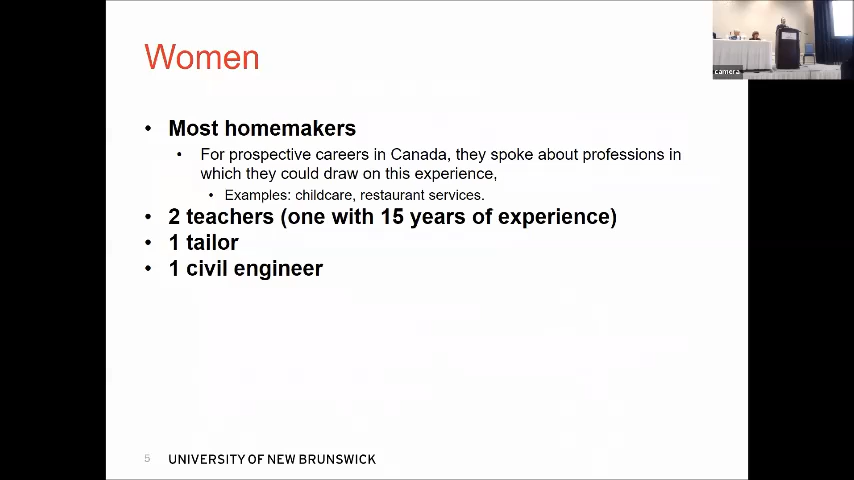 Women
camera
• Most homemakers
• For prospective careers in Canada, they spoke about professions in
which they could draw on this experience,
• Examples: childcare, restaurant services.
• 2 teachers (one with 15 years of experience)
• 1 tailor
• 1 civil engineer
5 UNIVERSITY OF NEW BRUNSWICK